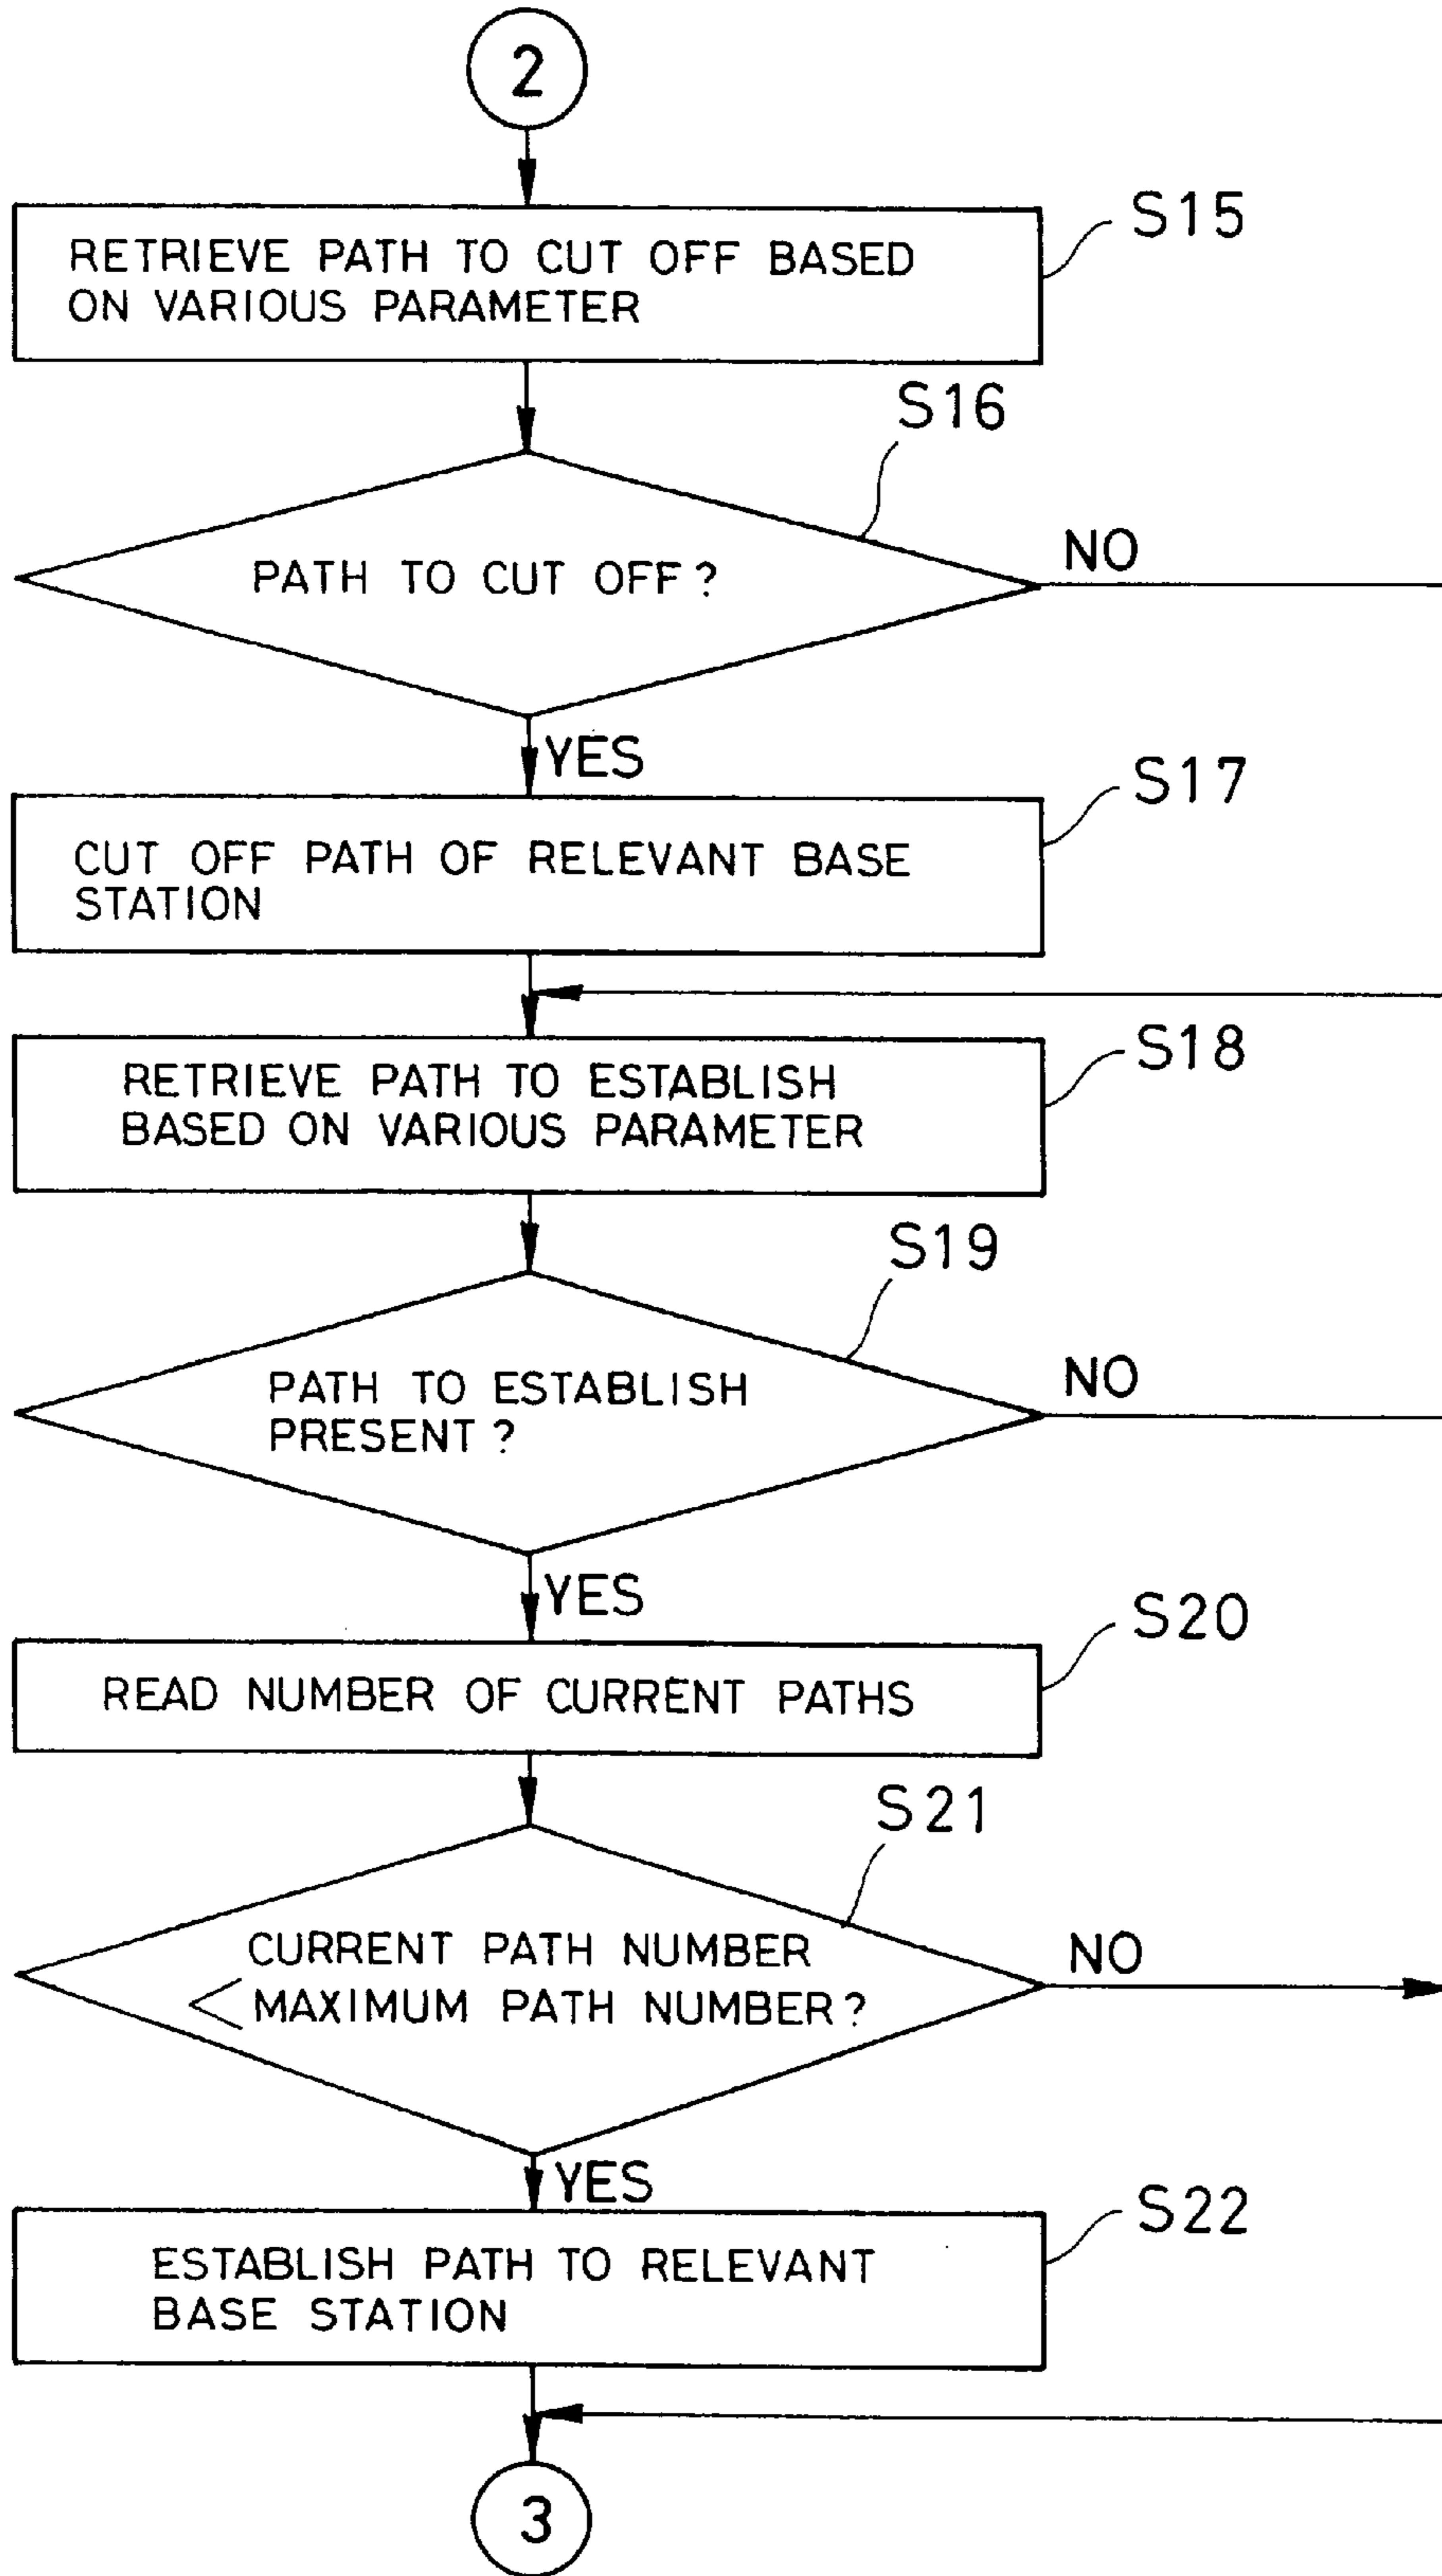 2
S15
RETRIEVE PATH TO CUT OFF BASED
ON VARIOUS PARAMETER
S16
PATH TO CUT OFF?
NO
YES
S17
CUT OFF PATH OF RELEVANT BASE
STATION
S18
RETRIEVE PATH TO ESTABLISH
BASED ON VARIOUS PARAMETER
S19
PATH TO ESTABLISH
PRESENT?
NO
YES
S20
READ NUMBER OF CURRENT PATHS
S21
CURRENT PATH NUMBER
< MAXIMUM PATH NUMBER?
NO
YES
S22
ESTABLISH PATH TO RELEVANT
BASE STATION
3